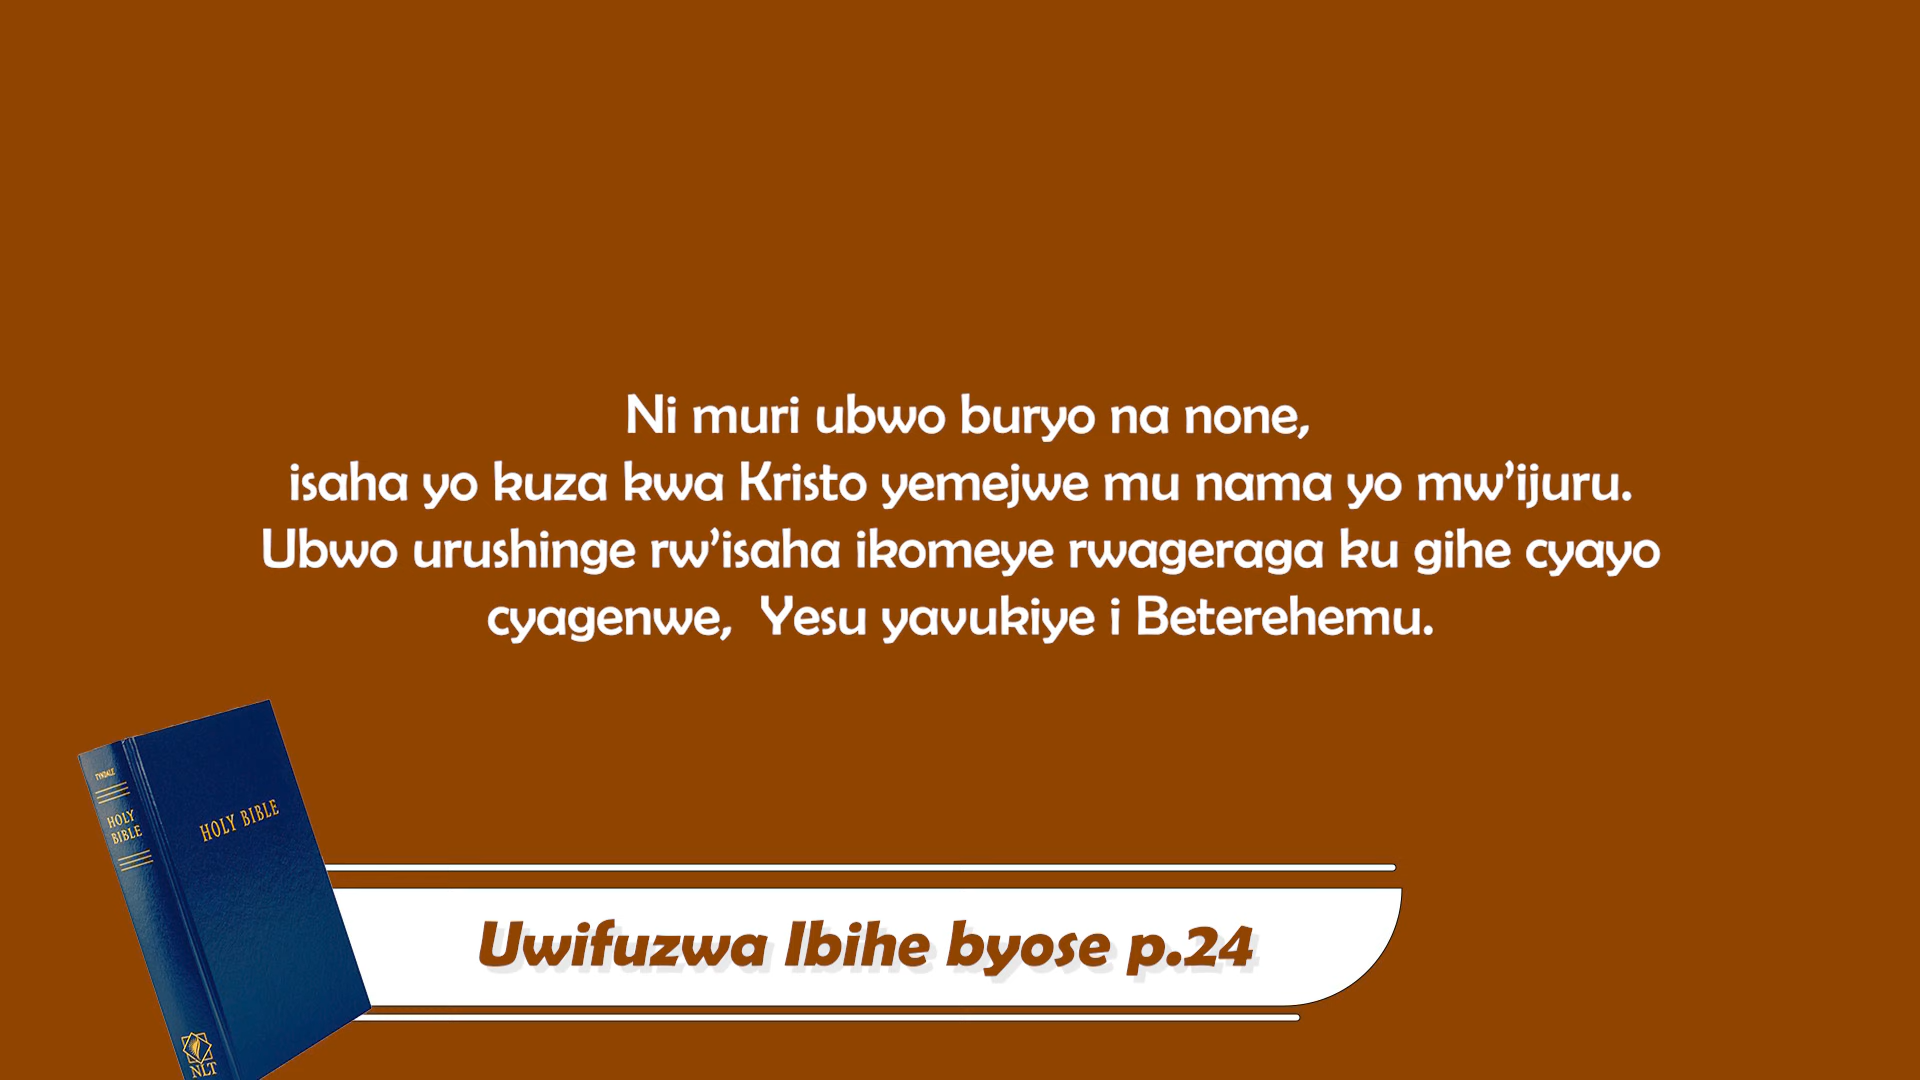 Ni muri ubwo buryo na none,
isaha yo kuza kwa Kristo yemejwe mu nama yo mw’ijuru.
Ubwo urushinge rw’isaha ikomeye rwageraga ku gihe cyayo
cyagenwe,  Yesu yavukiye i Beterehemu.
TYNDALE
HOLY
BIBLE
HOLY BIBLE
NLT
Uwifuzwa Ibihe byose p.24